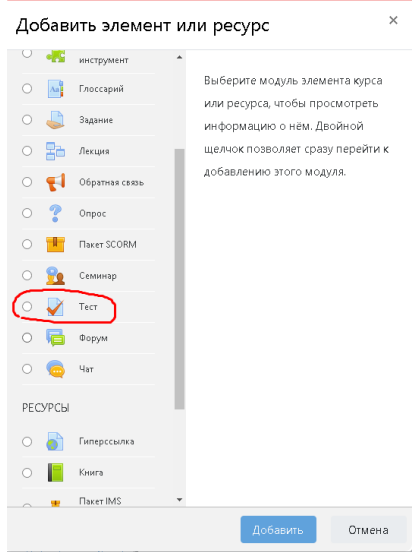 Добавить элемент или ресурс
×
инструмент
Глоссарий
Задание
Лекция
Обратная связь
Опрос
Пакет SCORM
Семинар
Тест
Форум
Чат
РЕСУРСЫ
Гиперссылка
Книга
Пакет IMS
Выберите модуль элемента курса
или ресурса, чтобы просмотреть
информацию о нём. Двойной
щелчок позволяет сразу перейти к
добавлению этого модуля.
Добавить
Отмена